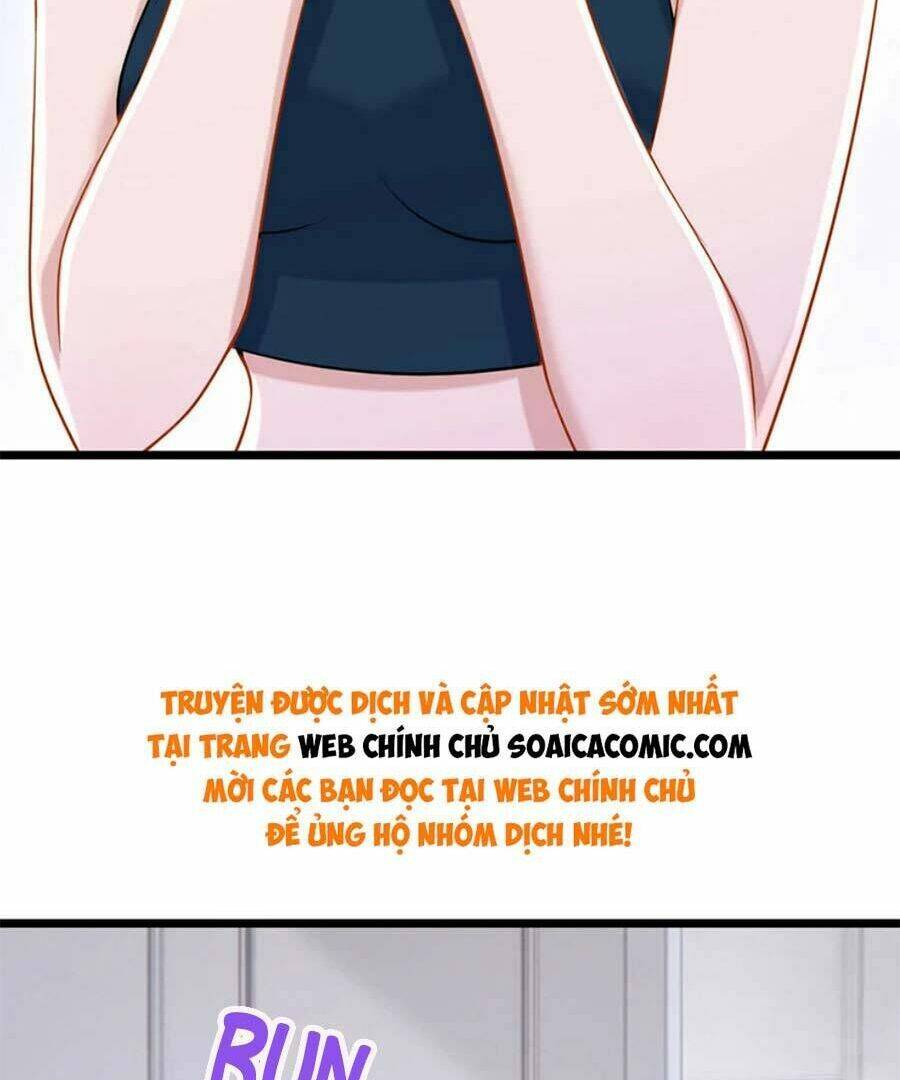 TRUYỆN ĐƯỢC DỊCH VÀ CẬP NHẬT SỚM NHẤT
TẠI TRANG WEB CHÍNH CHỦ SOAICACOMIC.COM
MỜI CÁC BẠN ĐỌC TẠI WEB CHÍNH CHỦ
ĐỂ ỦNG HỘ NHÓM DỊCH NHÉ!
RUN